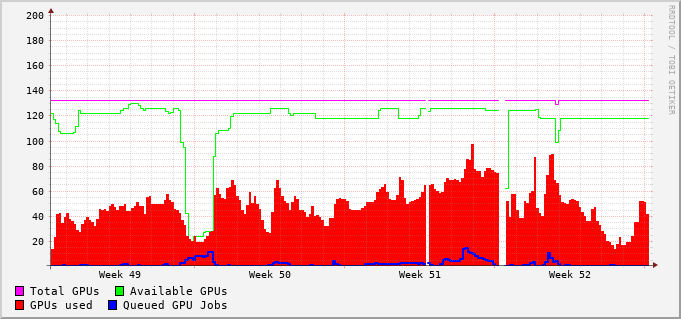 200
180
160
140
120
100
80
60
40
20
Week 49 Week 50 Week 51 Week 52
Total GPUs Available GPUs
GPUs used Queued GPU Jobs
RRDTOOL / TOBI OETIKER